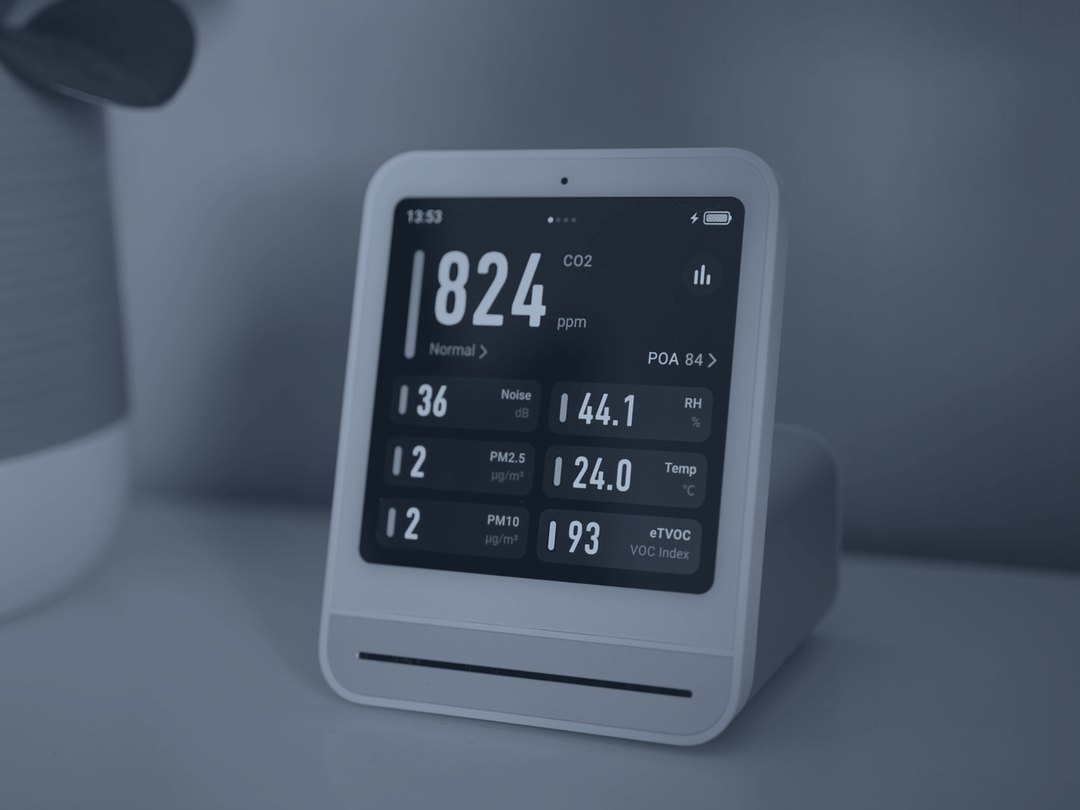 13:53
824 CO2
ppm
Normal >
POA 84 >
36 Noise
dB
44.1 RH
%
2 PM2.5
µg/m³
24.0 Temp
°C
2 PM10
µg/m³
93 eTVOC
VOC Index